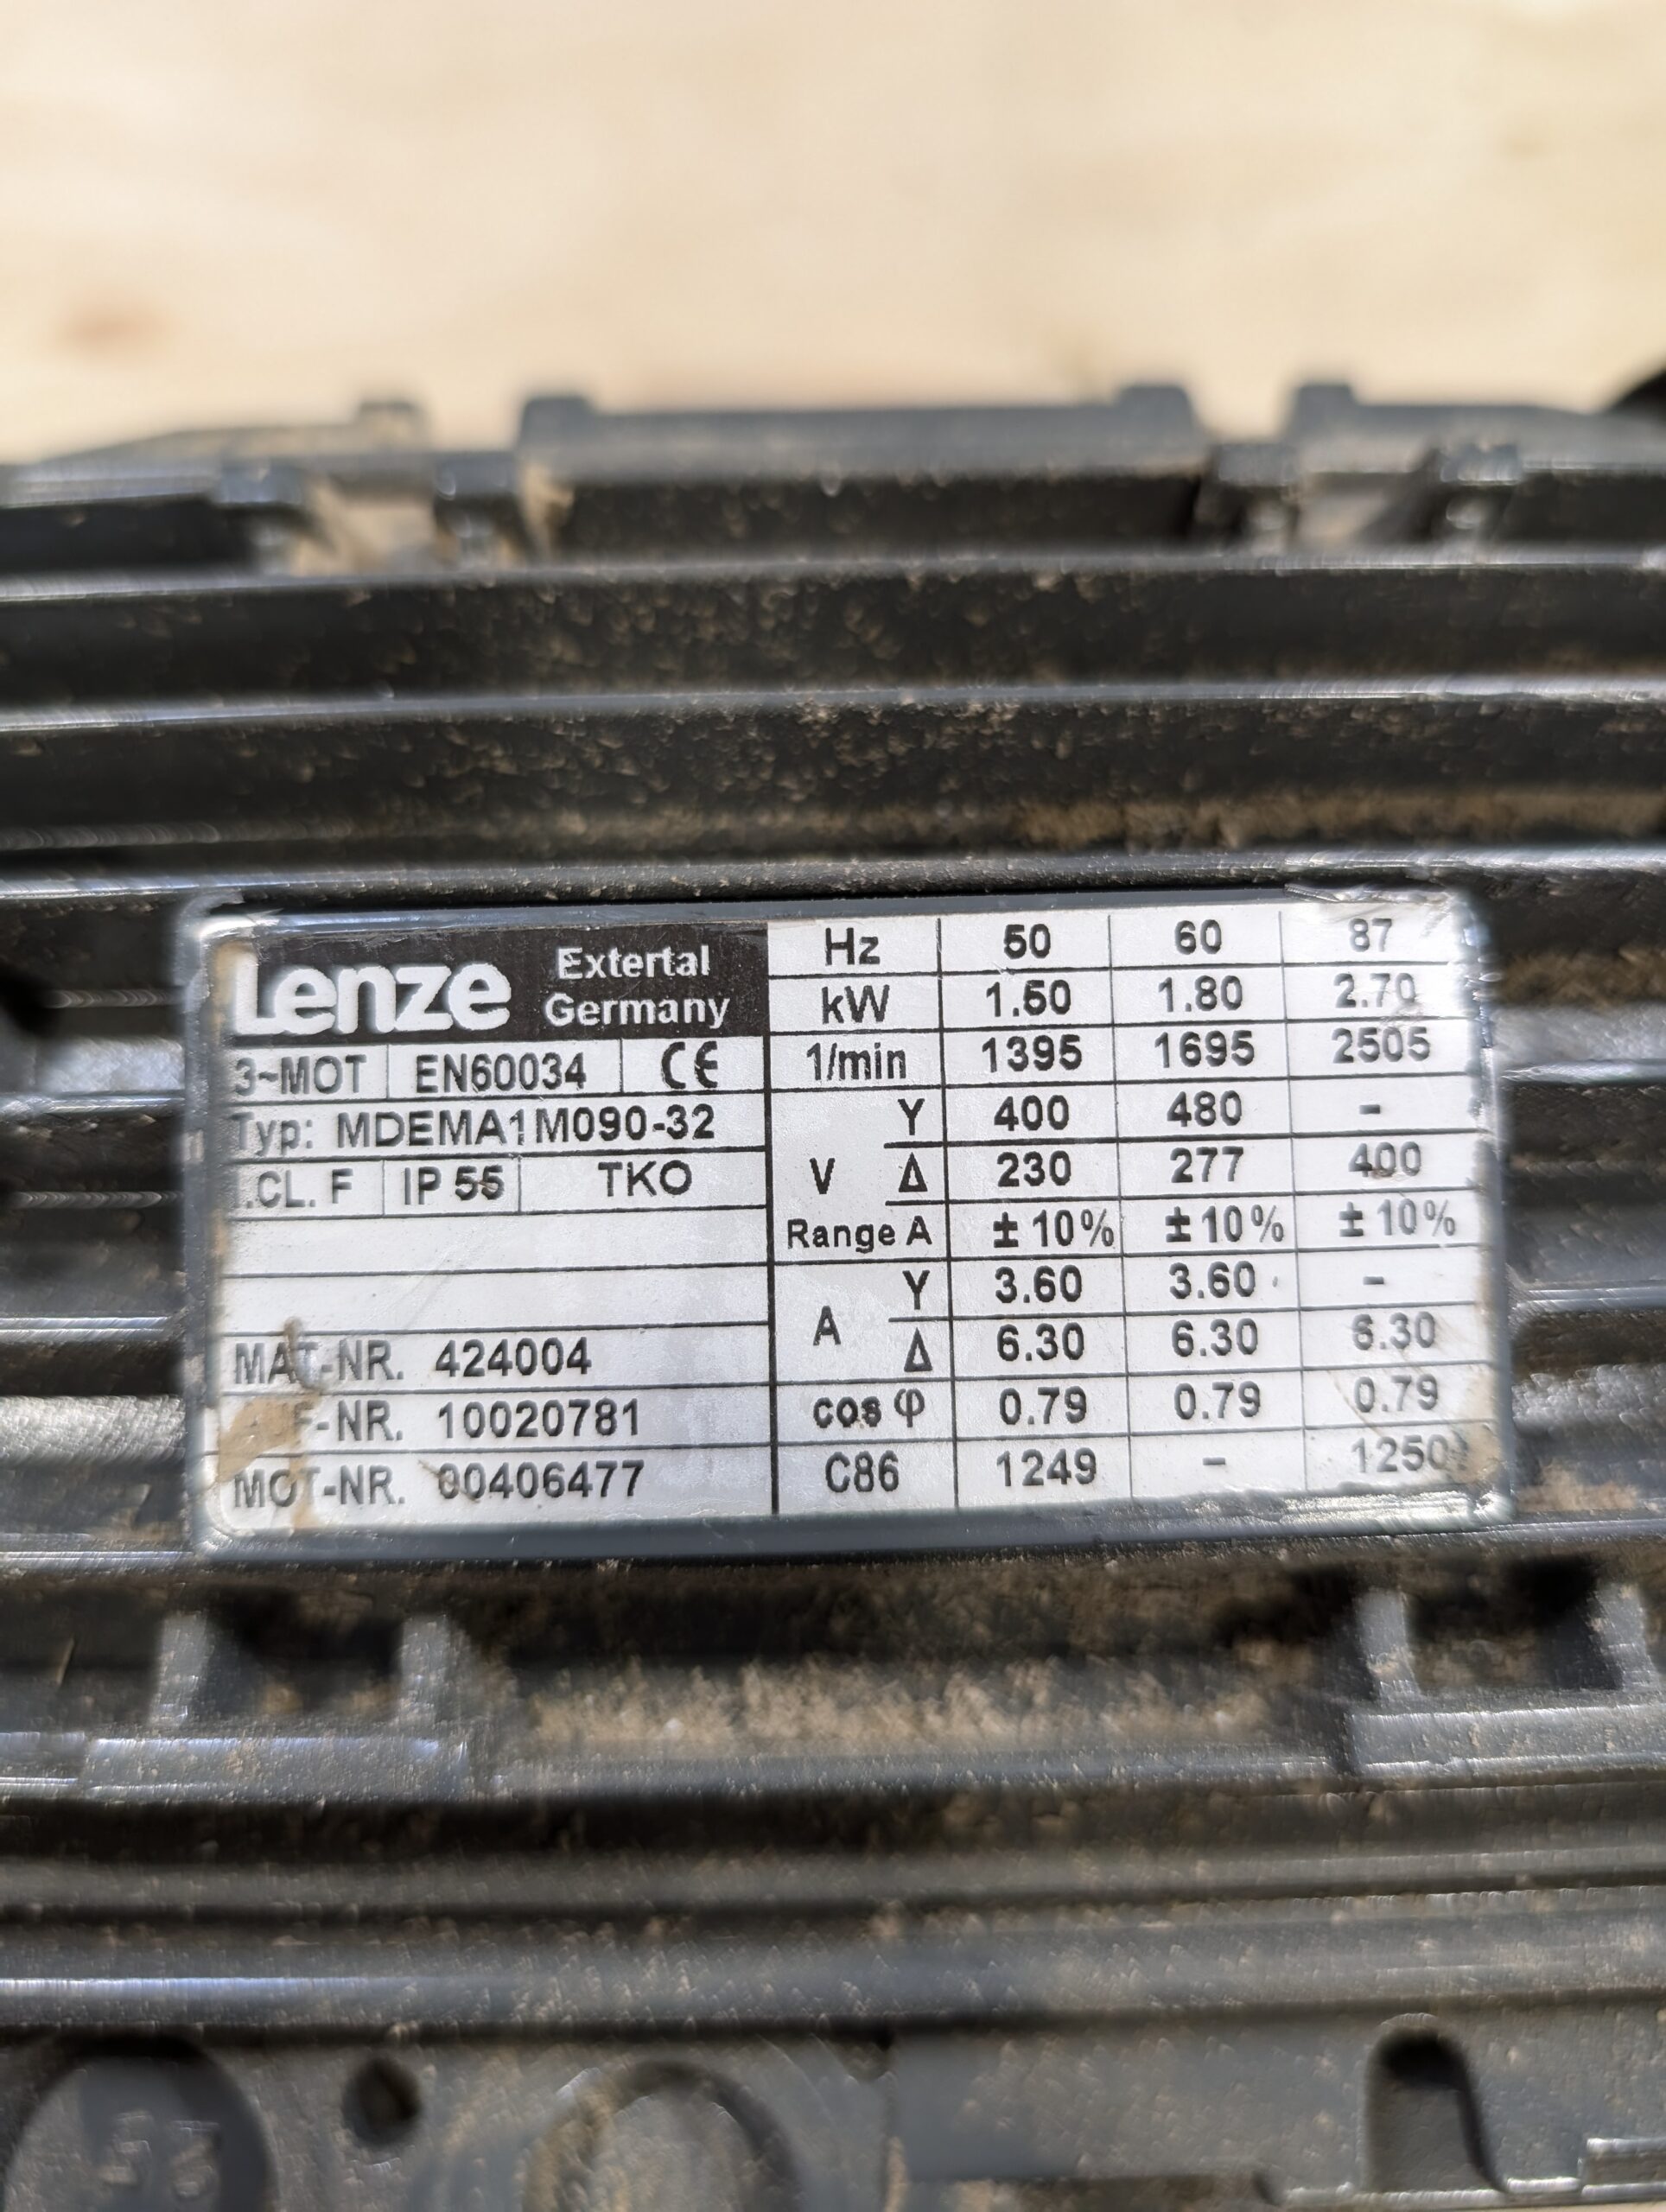 Lenze Extertal
Germany
3~MOT EN60034 CE
Typ: MDEMA1M090-32
.CL. F IP 55 TKO
MAT-NR. 424004
F-NR. 10020781
MOT-NR. 00406477
Hz 50 60 87
kW 1.50 1.80 2.70
1/min 1395 1695 2505
V Y 400 480 -
Δ 230 277 400
Range A ±10% ±10% ±10%
A Y 3.60 3.60 -
Δ 6.30 6.30 6.30
cos φ 0.79 0.79 0.79
C86 1249 - 1250